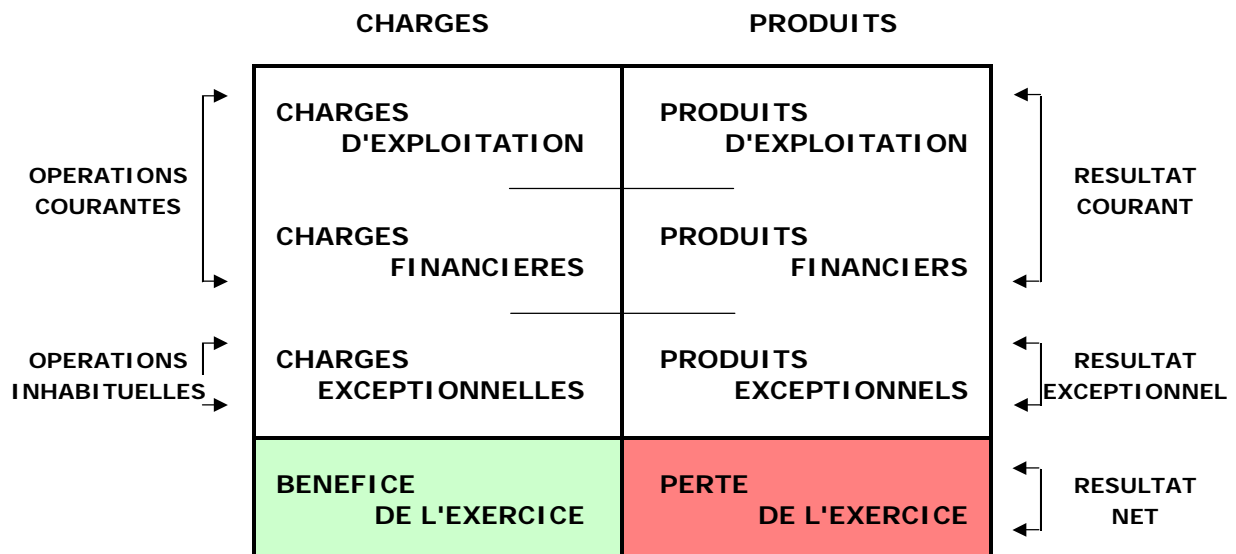 CHARGES PRODUITS
CHARGES
D'EXPLOITATION
PRODUITS
D'EXPLOITATION
OPERATIONS
COURANTES
RESULTAT
COURANT
CHARGES
FINANCIERES
PRODUITS
FINANCIERS
OPERATIONS
INHABITUELLES
CHARGES
EXCEPTIONNELLES
PRODUITS
EXCEPTIONNELS
RESULTAT
EXCEPTIONNEL
BENEFICE
DE L'EXERCICE
PERTE
DE L'EXERCICE
RESULTAT
NET